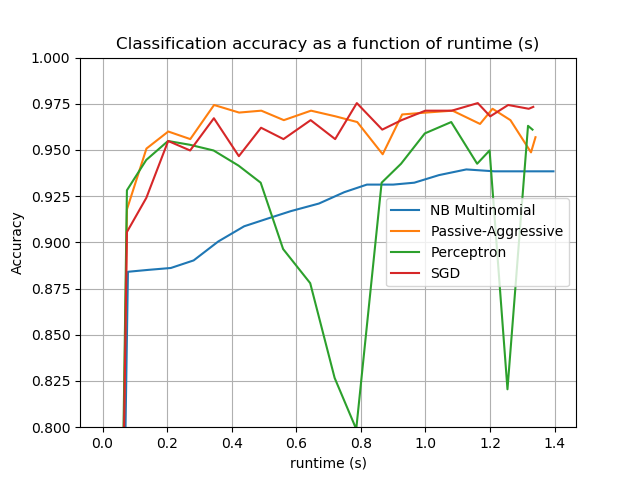 Classification accuracy as a function of runtime (s)
1.000
0.975
0.950
0.925
0.900
0.875
0.850
0.825
0.800
Accuracy
NB Multinomial
Passive-Aggressive
Perceptron
SGD
0.0 0.2 0.4 0.6 0.8 1.0 1.2 1.4
runtime (s)